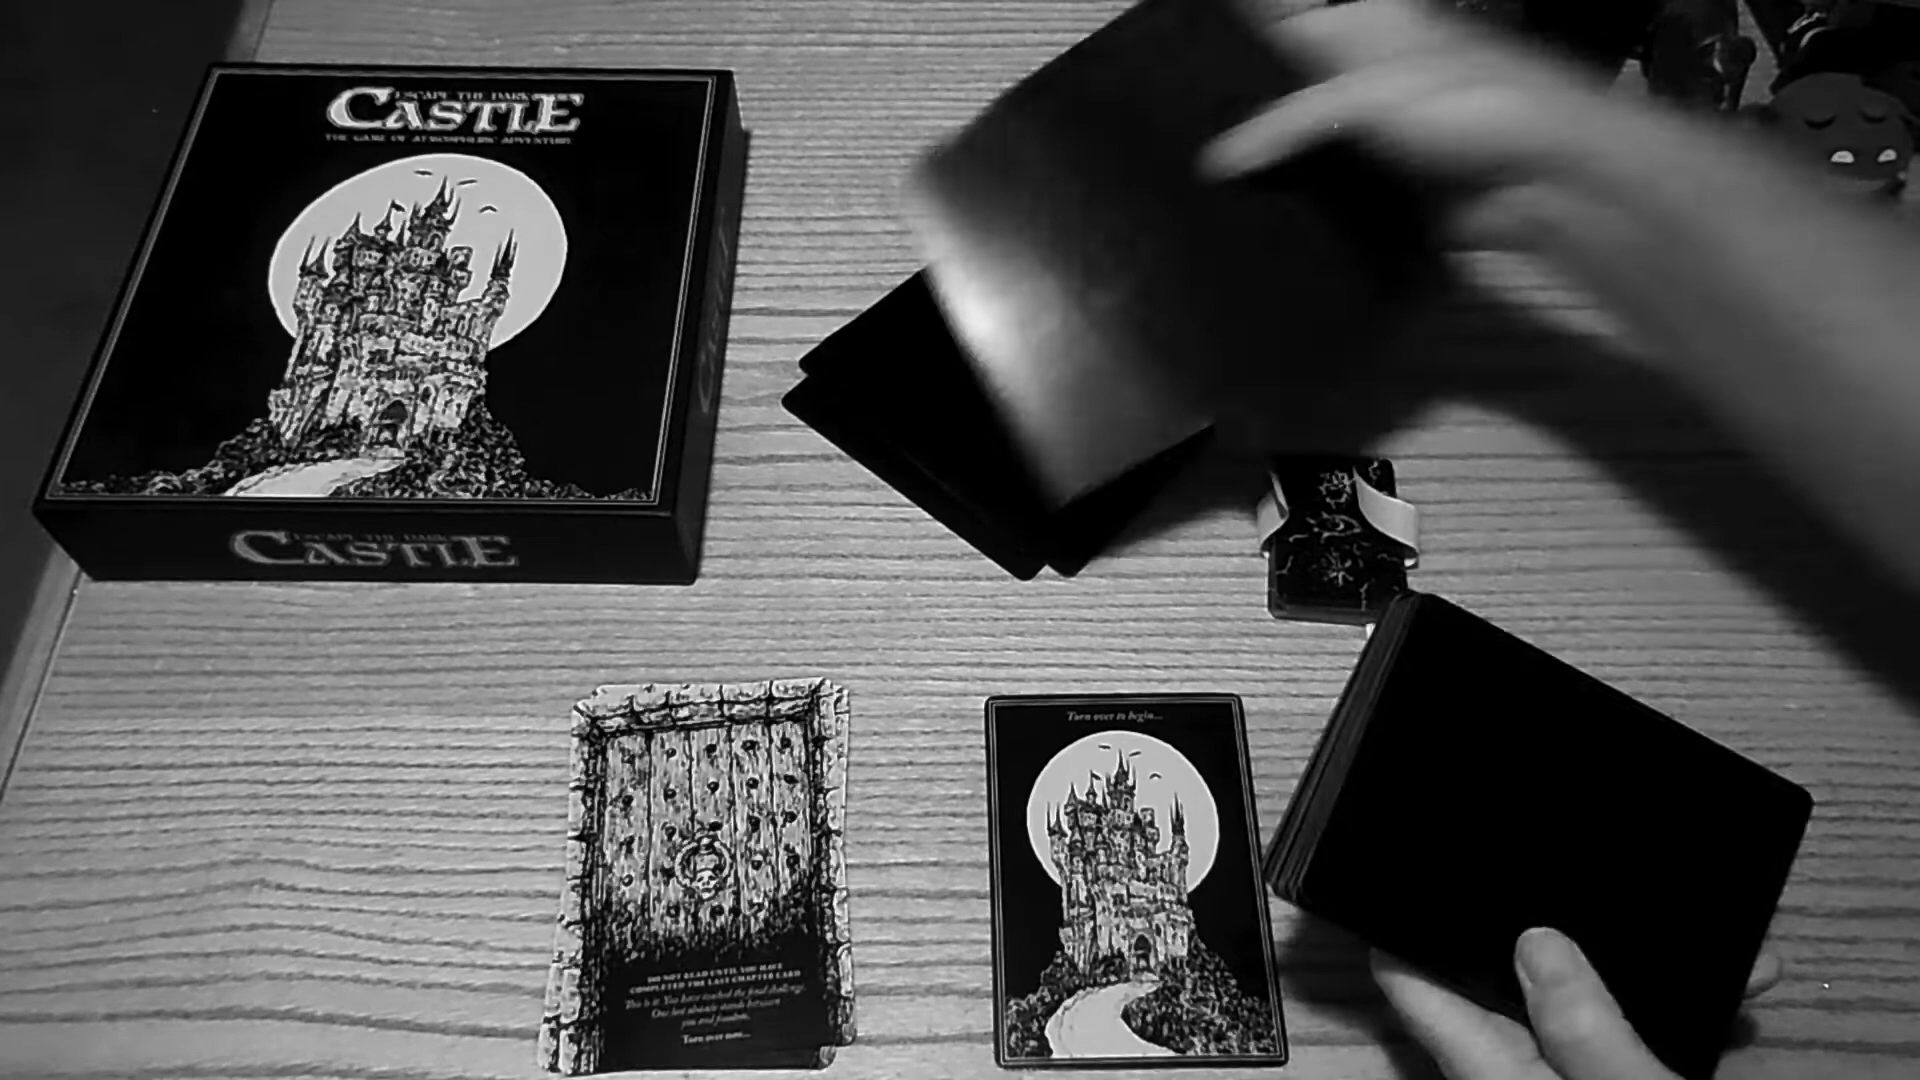 ESCAPE THE DARK
CASTLE
THE GAME OF ATMOSPHERIC ADVENTURE
ESCAPE THE DARK
CASTLE
Turn over to begin...
DO NOT READ UNTIL YOU HAVE
COMPLETED THE LAST CHAPTER CARD
This is it. You have reached the final challenge.
One last obstacle stands between
you and freedom.
Turn over now...